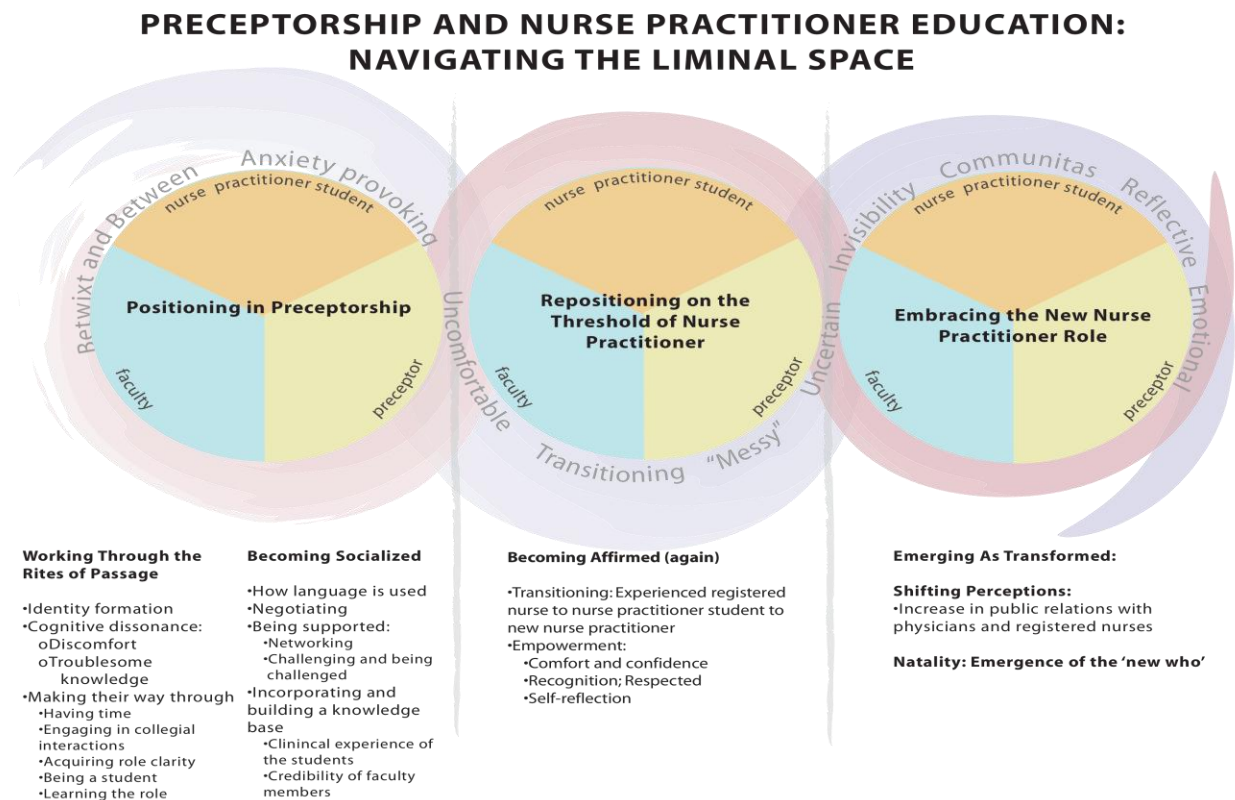 PRECEPTORSHIP AND NURSE PRACTITIONER EDUCATION:
NAVIGATING THE LIMINAL SPACE
Betwixt and Between
Anxiety provoking
nurse practitioner student
Positioning in Preceptorship
faculty
preceptor
Uncomfortable
Transitioning
“Messy”
Uncertain
nurse practitioner student
Repositioning on the
Threshold of Nurse
Practitioner
faculty
preceptor
Invisibility
Communitas
Reflective
Emotional
nurse practitioner student
Embracing the New Nurse
Practitioner Role
faculty
preceptor
Working Through the
Rites of Passage
•Identity formation
•Cognitive dissonance:
oDiscomfort
oTroublesome
knowledge
•Making their way through
•Having time
•Engaging in collegial
interactions
•Acquiring role clarity
•Being a student
•Learning the role
Becoming Socialized
•How language is used
•Negotiating
•Being supported:
•Networking
•Challenging and being
challenged
•Incorporating and
building a knowledge
base
•Clinincal experience of
the students
•Credibility of faculty
members
Becoming Affirmed (again)
•Transitioning: Experienced registered
nurse to nurse practitioner student to
new nurse practitioner
•Empowerment:
•Comfort and confidence
•Recognition; Respected
•Self-reflection
Emerging As Transformed:
Shifting Perceptions:
•Increase in public relations with
physicians and registered nurses
Natality: Emergence of the ‘new who’